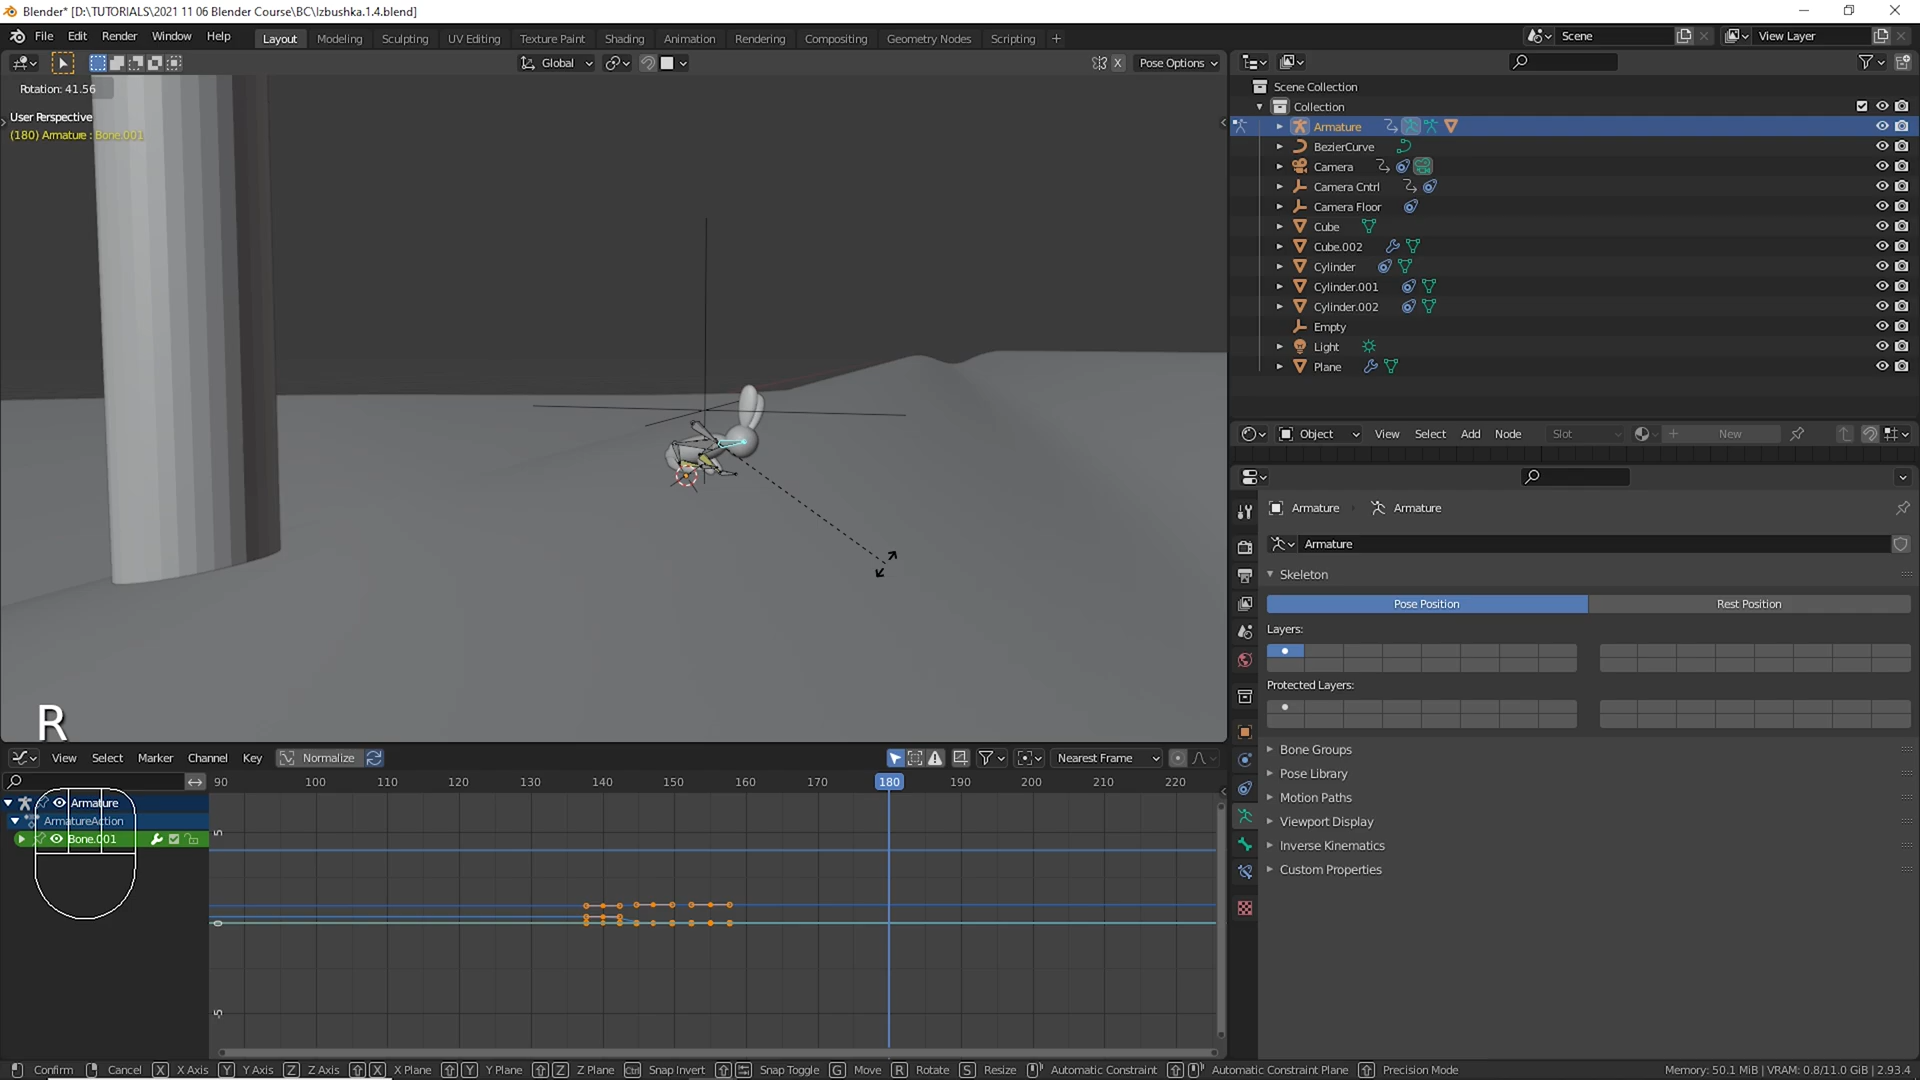 Blender* [D:\TUTORIALS\2021 11 06 Blender Course\BC\Izbushka.1.4.blend]
File Edit Render Window Help Layout Modeling Sculpting UV Editing Texture Paint Shading Animation Rendering Compositing Geometry Nodes Scripting + Scene View Layer
Global X Pose Options
Rotation: 41.56
User Perspective
(180) Armature : Bone.001
Scene Collection
Collection
Armature
BezierCurve
Camera
Camera Cntrl
Camera Floor
Cube
Cube.002
Cylinder
Cylinder.001
Cylinder.002
Empty
Light
Plane
Object View Select Add Node Slot New
Armature Armature
Armature
Skeleton
Pose Position Rest Position
Layers:
Protected Layers:
Bone Groups
Pose Library
Motion Paths
Viewport Display
Inverse Kinematics
Custom Properties
R
View Select Marker Channel Key Normalize Nearest Frame
90 100 110 120 130 140 150 160 170 180 190 200 210 220
Armature
ArmatureAction
Bone.001
5
0
-5
Confirm Cancel X X Axis Y Y Axis Z Z Axis X X Plane Y Y Plane Z Z Plane Ctrl Snap Invert Snap Toggle G Move R Rotate S Resize Automatic Constraint Automatic Constraint Plane Precision Mode Memory: 50.1 MiB | VRAM: 0.8/11.0 GiB | 2.93.4